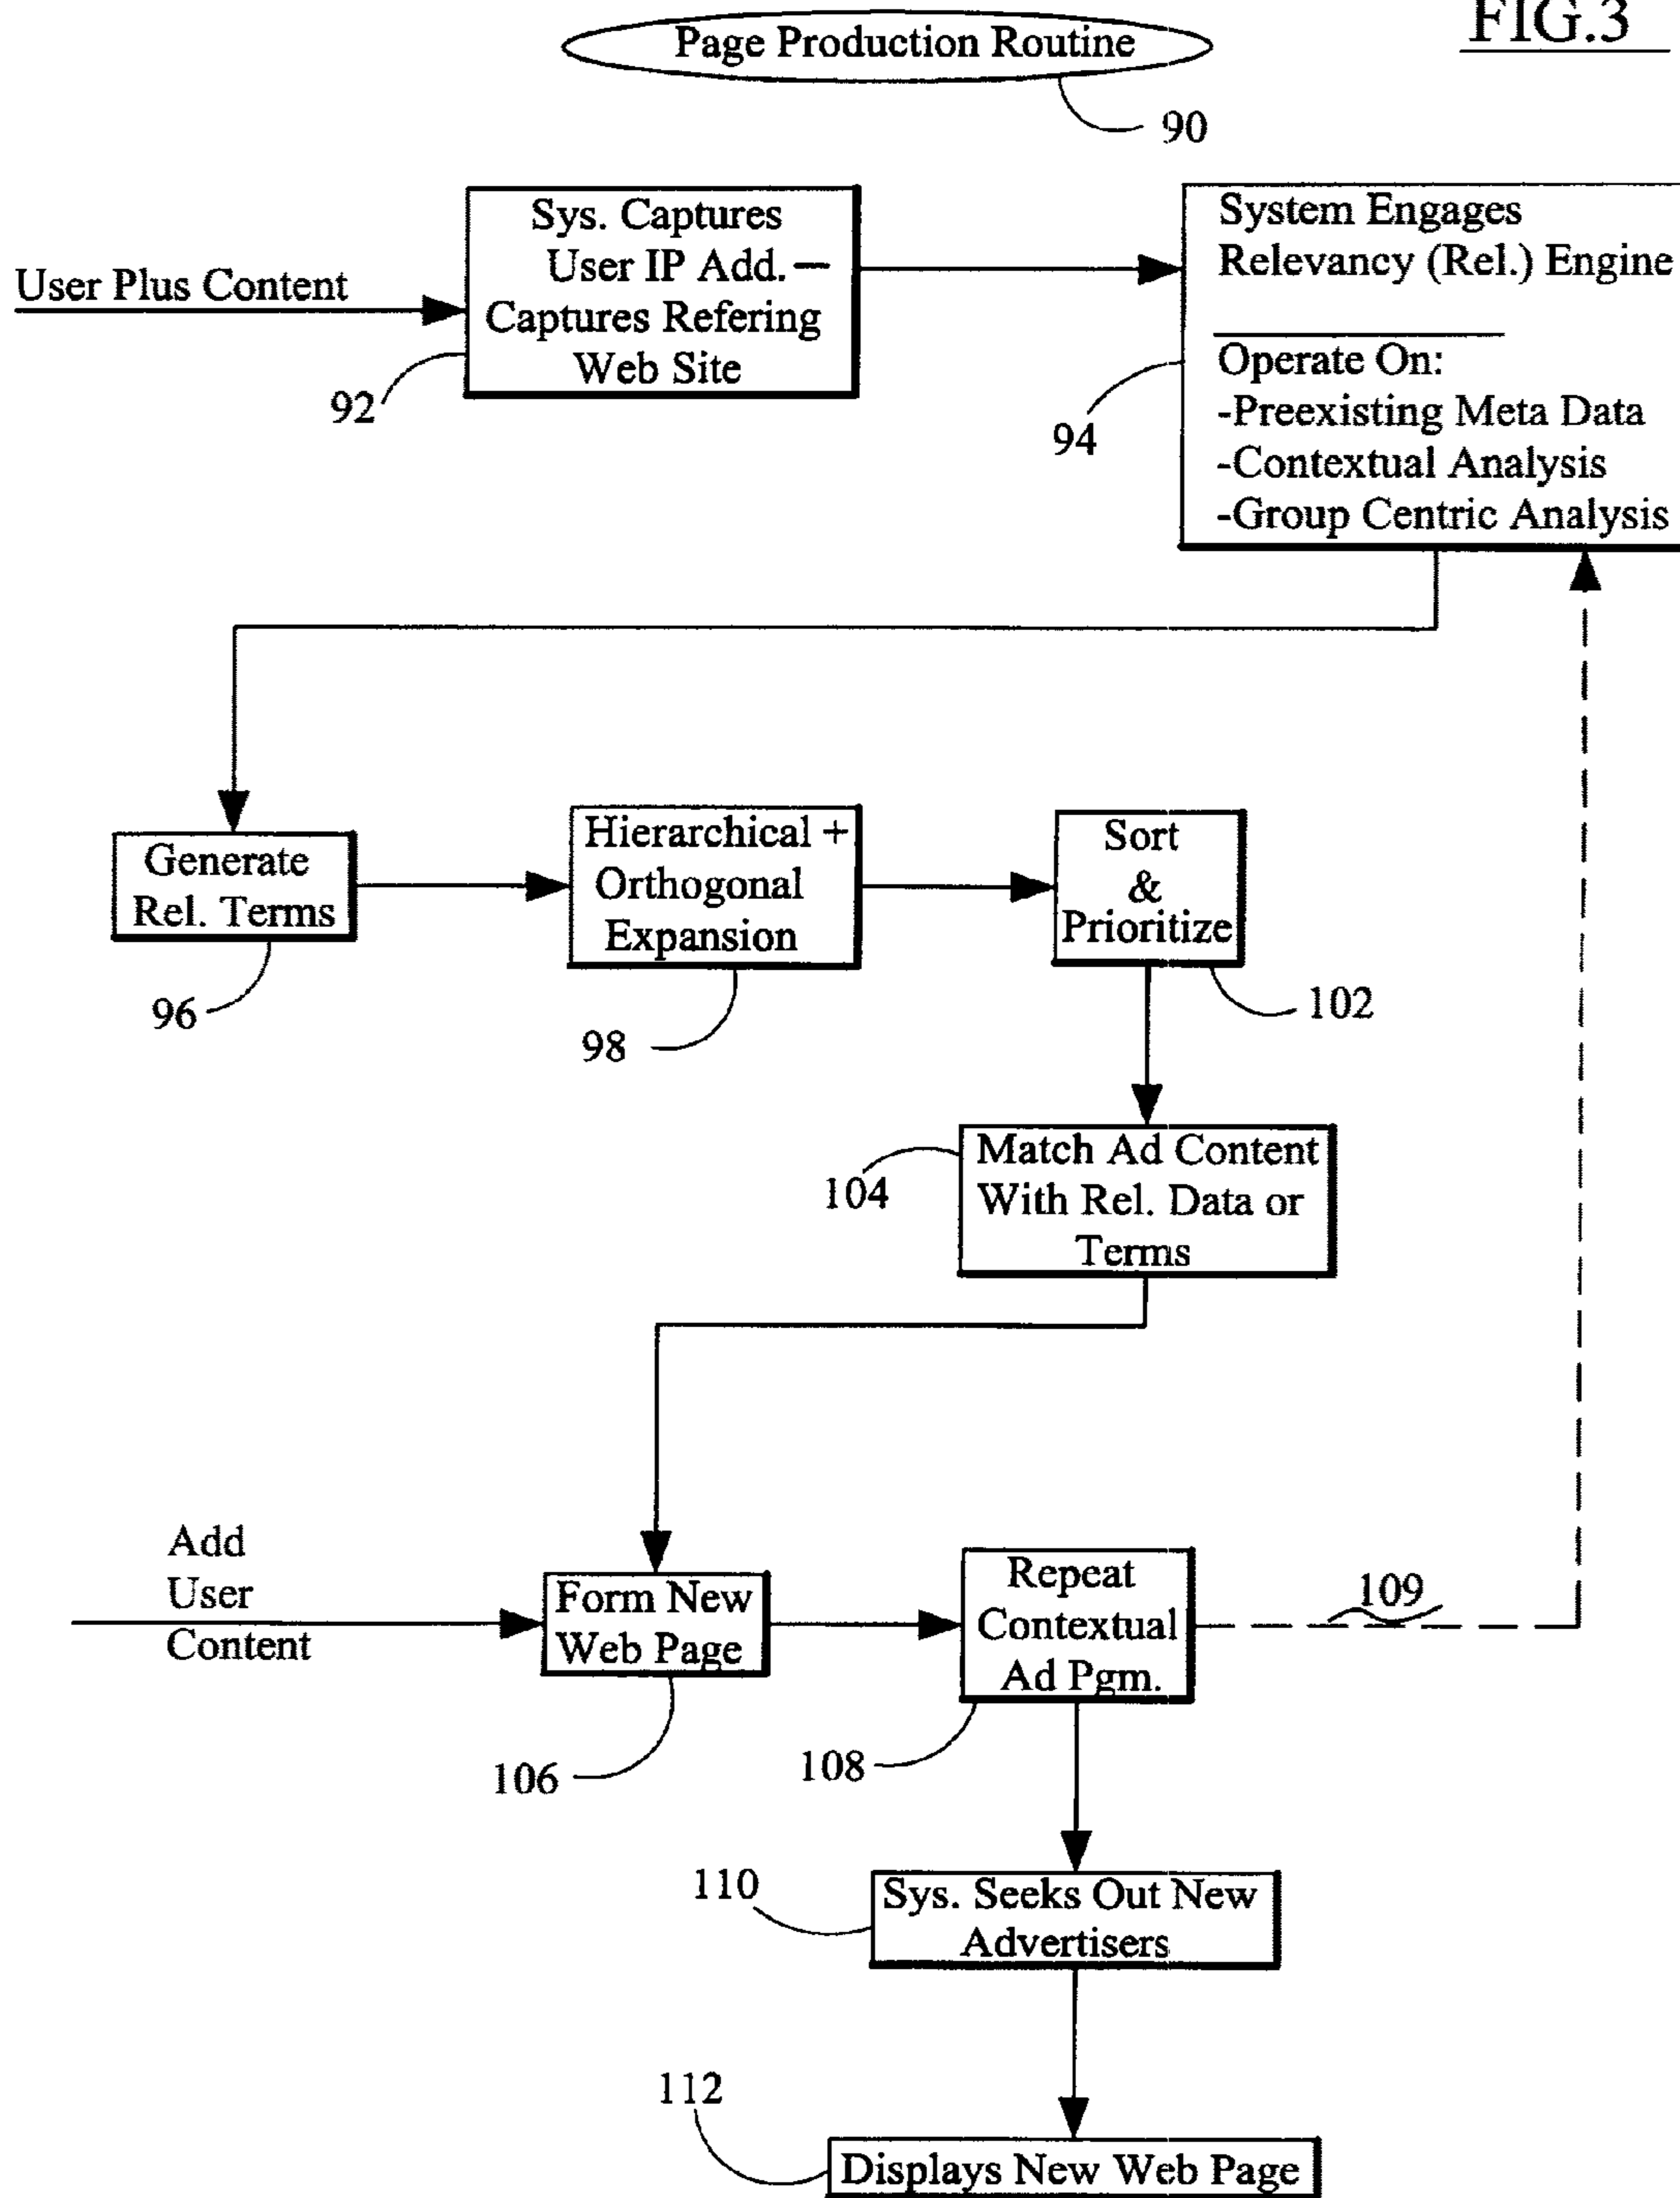 FIG.3
Page Production Routine
90
Sys. Captures
User IP Add. —
Captures Refering
Web Site
92
User Plus Content
System Engages
Relevancy (Rel.) Engine
Operate On:
-Preexisting Meta Data
-Contextual Analysis
-Group Centric Analysis
94
Generate
Rel. Terms
96
Hierarchical +
Orthogonal
Expansion
98
Sort
&
Prioritize
102
Match Ad Content
With Rel. Data or
Terms
104
Add
User
Content
Form New
Web Page
106
Repeat
Contextual
Ad Pgm.
108
109
Sys. Seeks Out New
Advertisers
110
Displays New Web Page
112